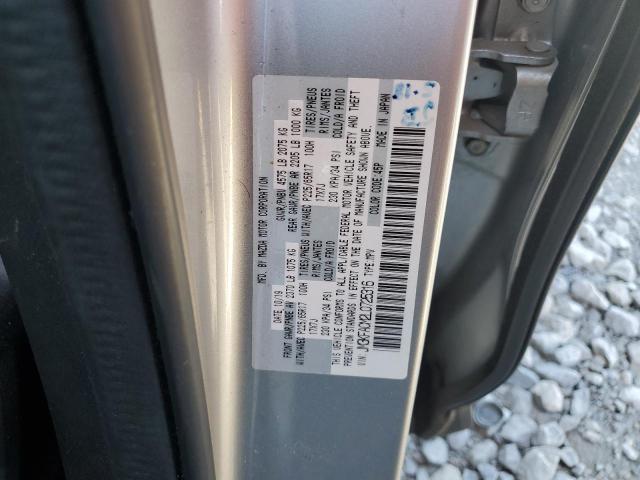 MFD. BY MAZDA MOTOR CORPORATION
DATE: 10/19 GVWR/PNBV 4575 LB 2075 KG
FRONT GAWR/PNBE AV 2370 LB 1075 KG REAR GAWR/PNBE AR 2205 LB 1000 KG
TIRES/PNEUS WITH/AVEC P225/65R17 100H TIRES/PNEUS WITH/AVEC P225/65R17 100H
RIMS/JANTES 17X7J RIMS/JANTES 17X7J
COLD/A FROID 230 KPA/34 PSI COLD/A FROID 230 KPA/34 PSI
THIS VEHICLE CONFORMS TO ALL APPLICABLE FEDERAL MOTOR VEHICLE SAFETY AND THEFT
PREVENTION STANDARDS IN EFFECT ON THE DATE OF MANUFACTURE SHOWN ABOVE.
COLOR CODE: 45P MADE IN JAPAN
VIN: JM3KFACM2L0725316 TYPE: MPV